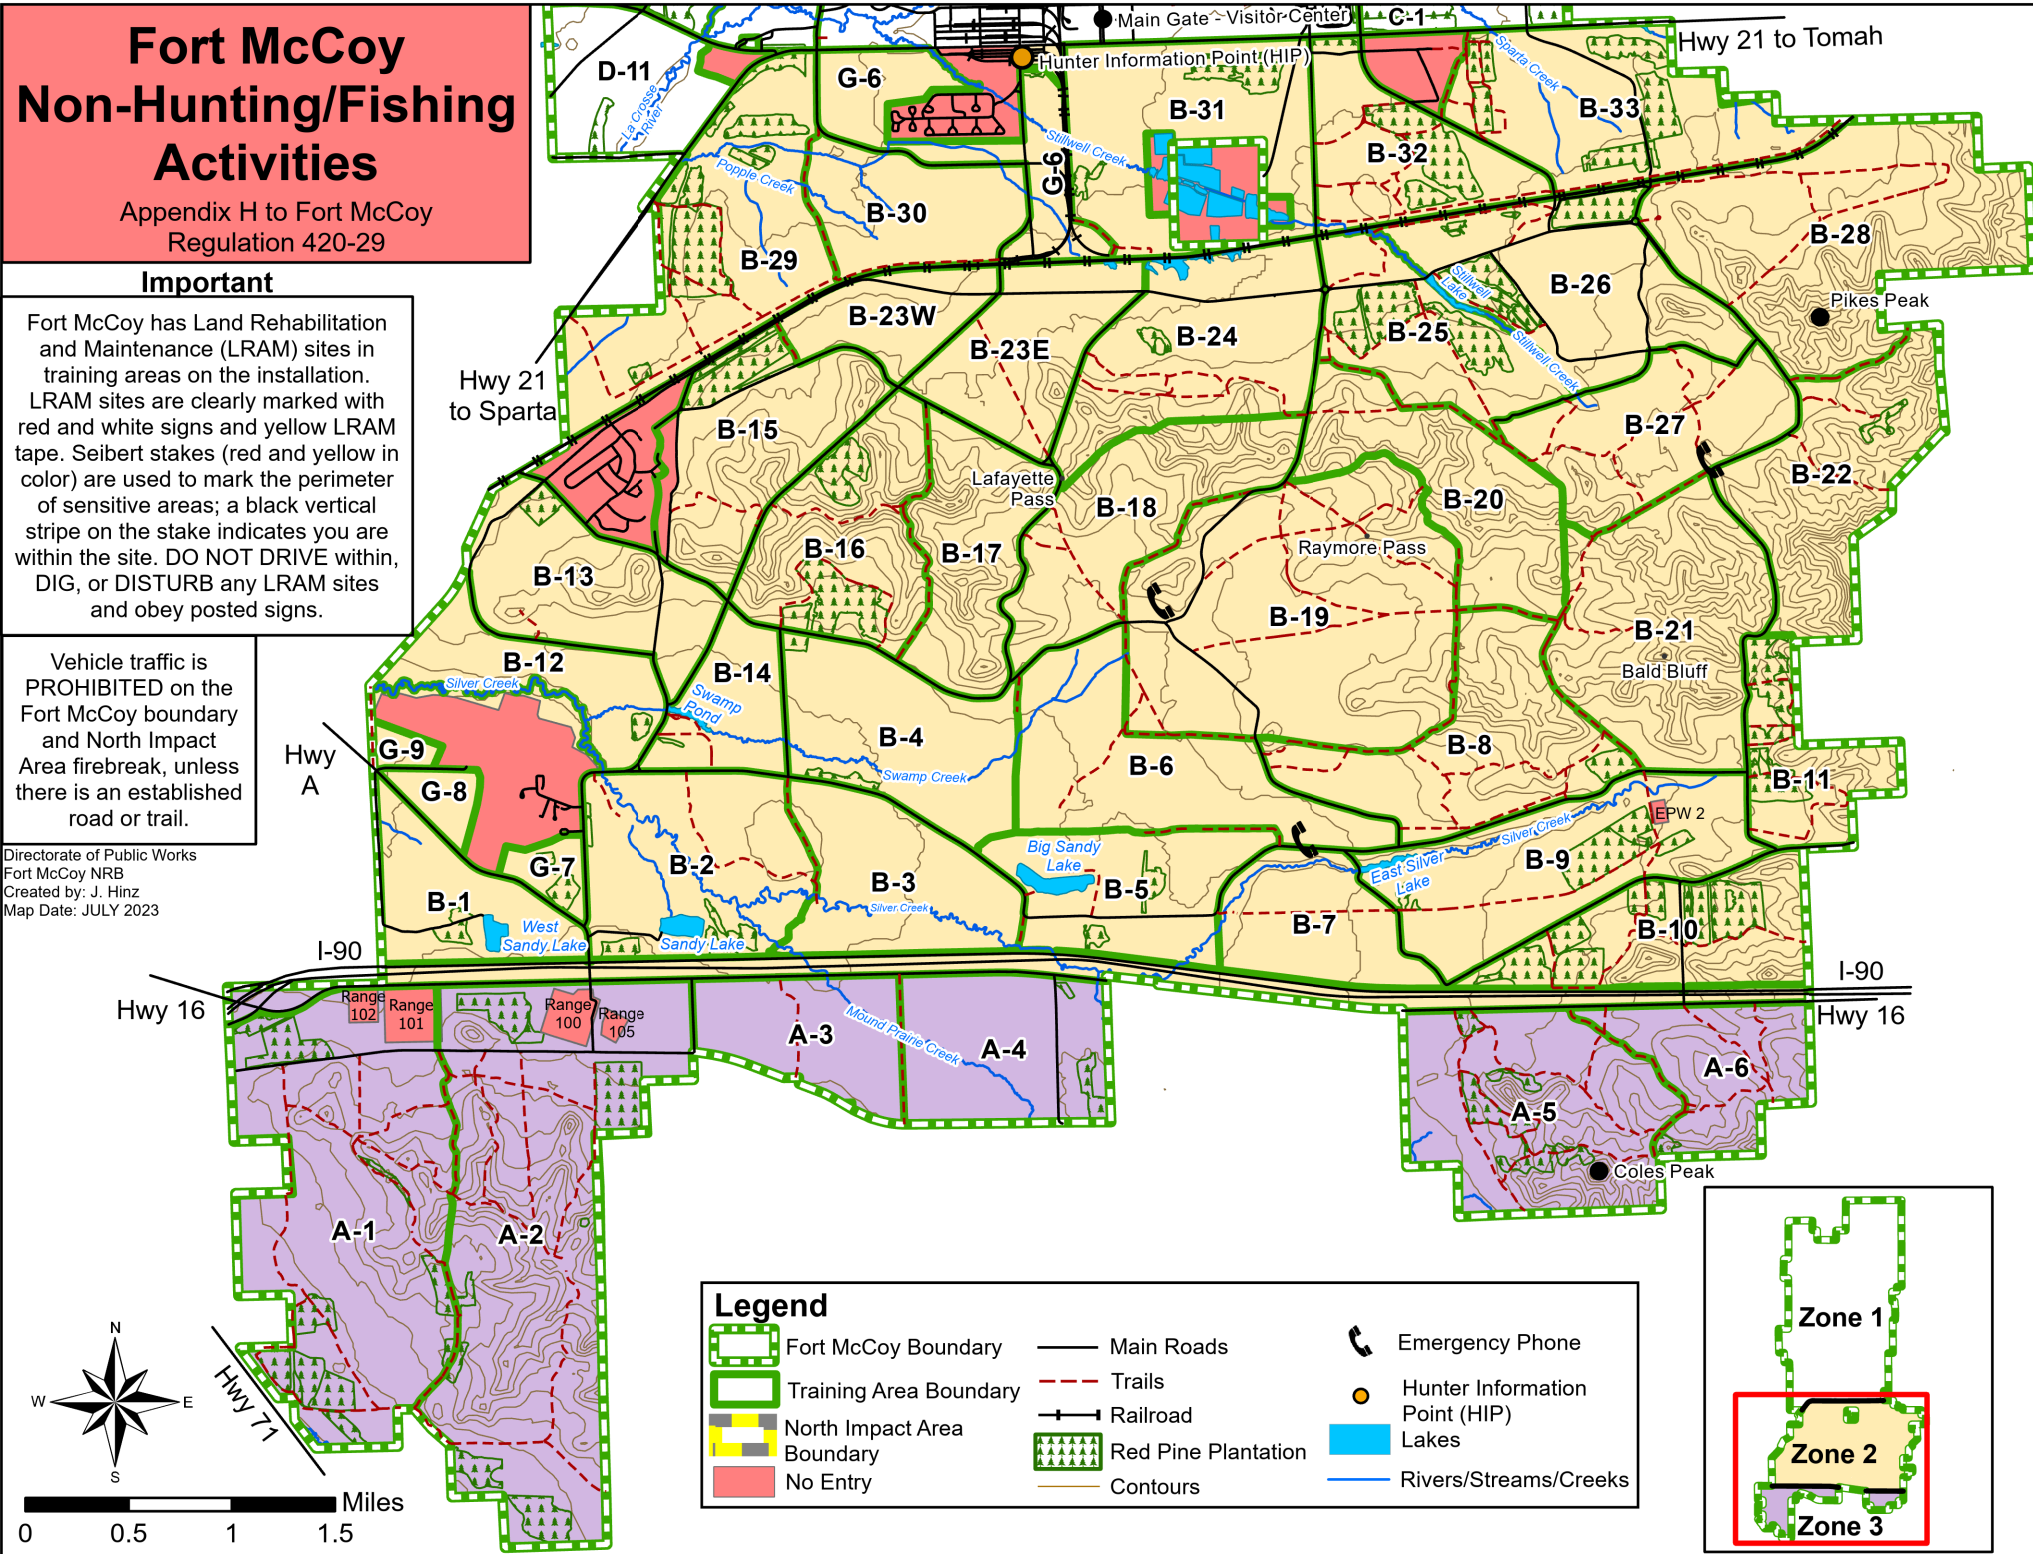 Fort McCoy
Non-Hunting/Fishing
Activities
Appendix H to Fort McCoy
Regulation 420-29
Important
Fort McCoy has Land Rehabilitation
and Maintenance (LRAM) sites in
training areas on the installation.
LRAM sites are clearly marked with
red and white signs and yellow LRAM
tape. Seibert stakes (red and yellow in
color) are used to mark the perimeter
of sensitive areas; a black vertical
stripe on the stake indicates you are
within the site. DO NOT DRIVE within,
DIG, or DISTURB any LRAM sites
and obey posted signs.
Vehicle traffic is
PROHIBITED on the
Fort McCoy boundary
and North Impact
Area firebreak, unless
there is an established
road or trail.
Directorate of Public Works
Fort McCoy NRB
Created by: J. Hinz
Map Date: JULY 2023
Main Gate - Visitor Center
C-1
Hwy 21 to Tomah
Hunter Information Point (HIP)
D-11
La Crosse
River
G-6
B-31
Sparta Creek
B-33
Stillwell Creek
B-32
G-6
Popple Creek
B-30
B-29
B-28
B-26
Stillwell
Lake
Pikes Peak
B-23W
B-23E
B-24
B-25
Stillwell Creek
Hwy 21
to Sparta
B-15
B-27
B-22
Lafayette
Pass
B-18
B-20
B-16
B-17
Raymore Pass
B-13
B-19
B-21
Bald Bluff
B-12
Silver Creek
B-14
Swamp
Pond
B-4
Swamp Creek
B-6
B-8
B-11
Hwy
A
G-9
G-8
EPW 2
Silver Creek
Big Sandy
Lake
East Silver
Lake
B-9
G-7
B-2
B-3
Silver Creek
B-5
B-7
B-10
B-1
West
Sandy Lake
Sandy Lake
I-90
I-90
Hwy 16
Hwy 16
Range
102
Range
101
Range
100
Range
105
A-3
Mound Prairie Creek
A-4
A-6
A-5
Coles Peak
A-1
A-2
Hwy 71
N
W
E
S
Miles
0
0.5
1
1.5
Legend
Fort McCoy Boundary
Training Area Boundary
North Impact Area
Boundary
No Entry
Main Roads
Trails
Railroad
Red Pine Plantation
Contours
Emergency Phone
Hunter Information
Point (HIP)
Lakes
Rivers/Streams/Creeks
Zone 1
Zone 2
Zone 3